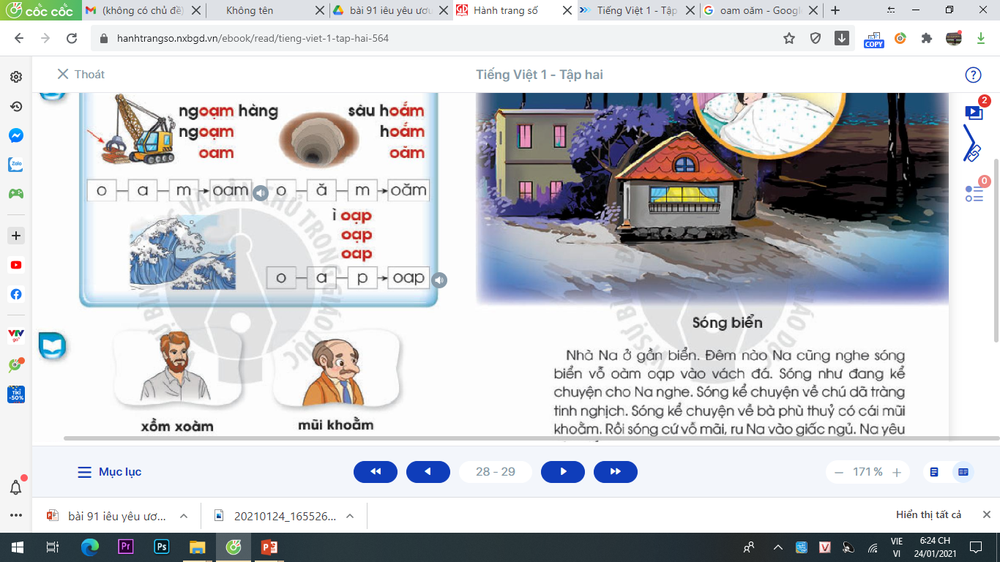 cốc cốc
(không có chủ đề)
Không tên
bài 91 iêu yêu ươu
Hành trang số
Tiếng Việt 1 - Tập
oam oăm - Google
hanhtrangso.nxbgd.vn/ebook/read/tieng-viet-1-tap-hai-564
COPY
Thoát
Tiếng Việt 1 - Tập hai
2
0
Zalo
VTV
go
TIKI
-50%
ngoạm hàng
ngoạm
oam
sâu hoắm
hoắm
oăm
o a m oam
o ă m oăm
ì oạp
oạp
oap
o a p oap
xồm xoàm
mũi khoằm
Sóng biển
Nhà Na ở gần biển. Đêm nào Na cũng nghe sóng
biển vỗ oàm oạp vào vách đá. Sóng như đang kể
chuyện cho Na nghe. Sóng kể chuyện về chú dã tràng
tinh nghịch. Sóng kể chuyện về bà phù thuỷ có cái mũi
khoằm. Rồi sóng cứ vỗ mãi, ru Na vào giấc ngủ. Na yêu
Mục lục
28 - 29
171 %
bài 91 iêu yêu ươ...
20210124_165526...
Hiển thị tất cả
Pr
Ps
VIE
VI
6:24 CH
24/01/2021